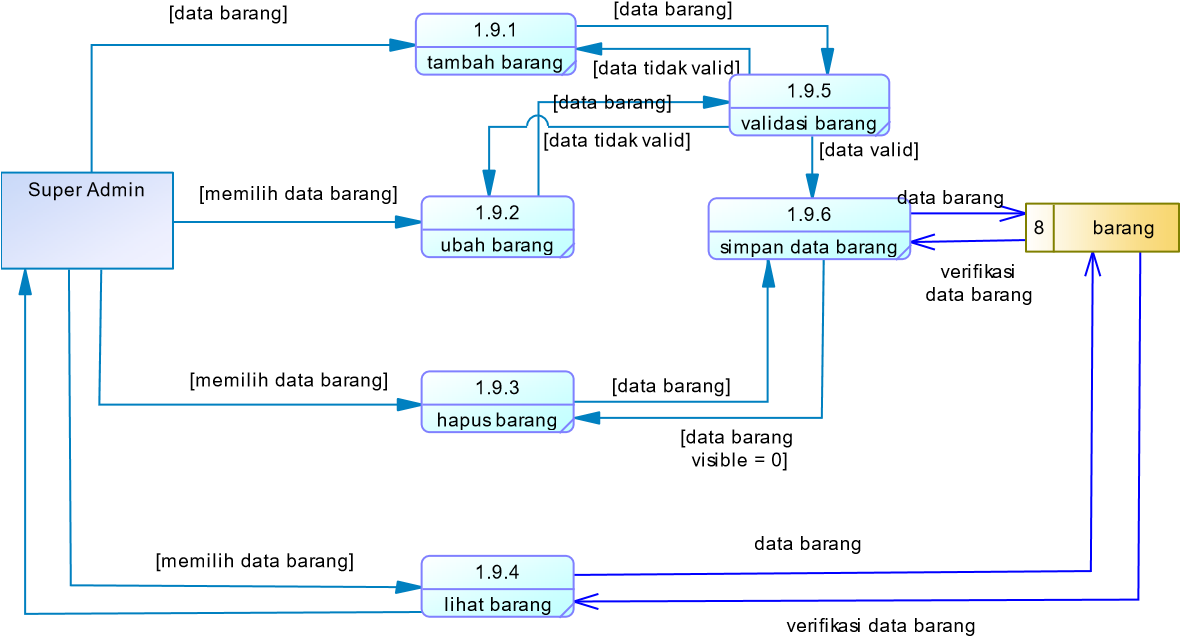 [data barang]
[data barang]
1.9.1
tambah barang
[data tidak valid]
1.9.5
validasi barang
[data barang]
[data tidak valid]
[data valid]
Super Admin
[memilih data barang]
1.9.2
ubah barang
1.9.6
simpan data barang
data barang
8
barang
verifikasi
data barang
[memilih data barang]
1.9.3
hapus barang
[data barang]
[data barang
visible = 0]
[memilih data barang]
1.9.4
lihat barang
data barang
verifikasi data barang